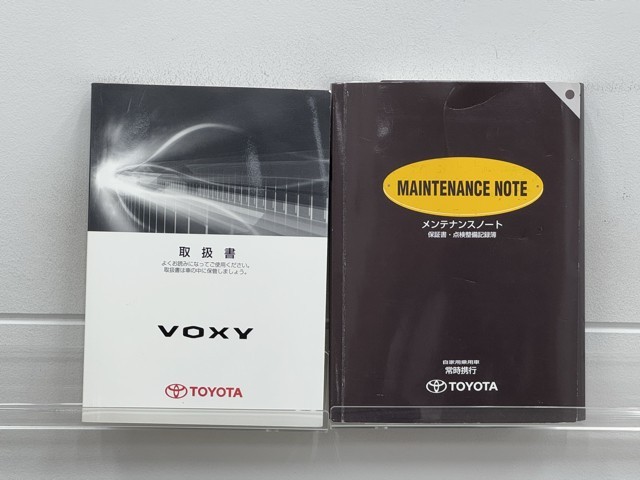 取扱書
よくお読みになってご使用ください。
取扱書は車の中に保管しましょう。
VOXY
TOYOTA
MAINTENANCE NOTE
メンテナンスノート
保証書・点検整備記録簿
自家用乗用車
常時携行
TOYOTA